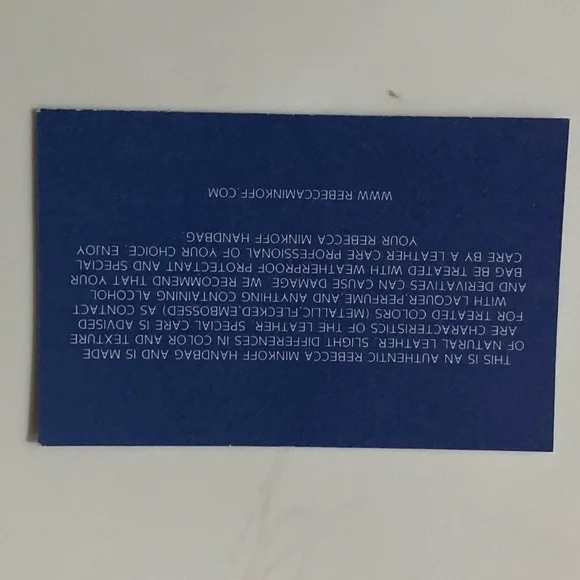 THIS IS AN AUTHENTIC REBECCA MINKOFF HANDBAG AND IS MADE
OF NATURAL LEATHER. SLIGHT DIFFERENCES IN COLOR AND TEXTURE
ARE CHARACTERISTICS OF THE LEATHER. SPECIAL CARE IS ADVISED
FOR TREATED COLORS (METALLIC,FLECKED,EMBOSSED) AS CONTACT
WITH LACQUER,PERFUME,AND ANYTHING CONTAINING ALCOHOL
AND DERIVATIVES CAN CAUSE DAMAGE. WE RECOMMEND THAT YOUR
BAG BE TREATED WITH WEATHERPROOF PROTECTANT AND SPECIAL
CARE BY A LEATHER CARE PROFESSIONAL OF YOUR CHOICE. ENJOY
YOUR REBECCA MINKOFF HANDBAG.
WWW.REBECCAMINKOFF.COM